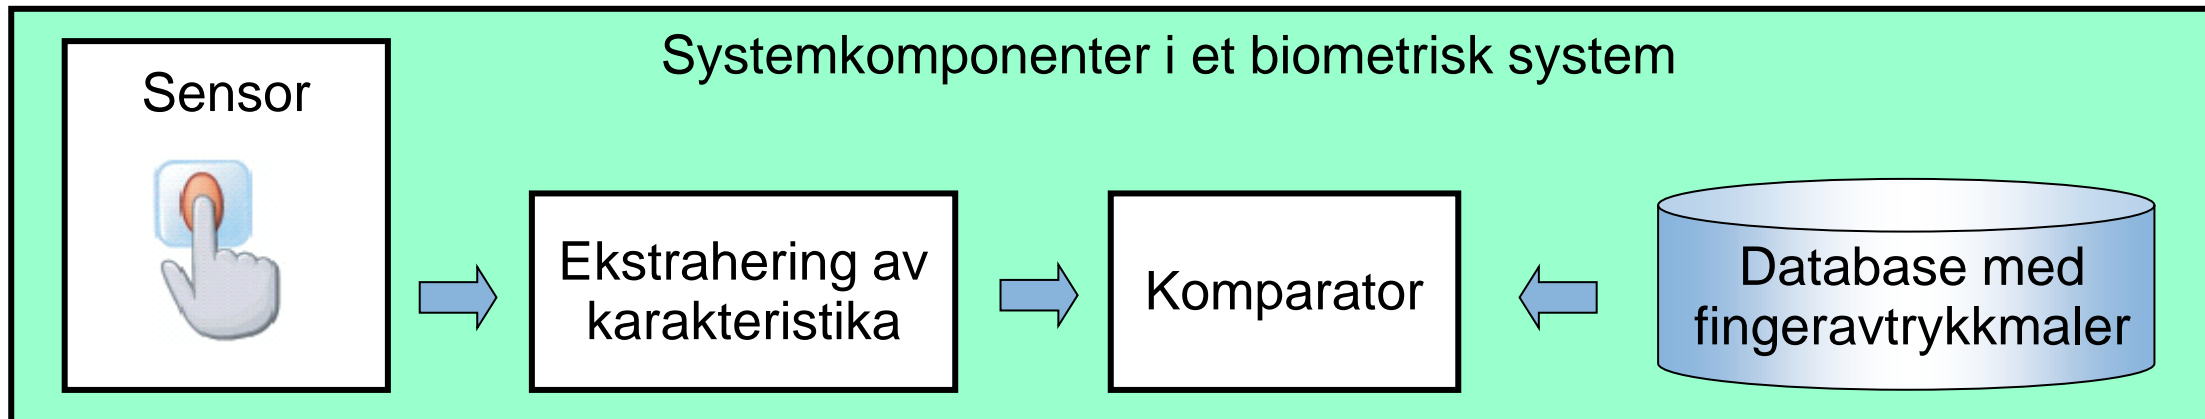 Systemkomponenter i et biometrisk system
Sensor
Ekstrahering av
karakteristika
Komparator
Database med
fingeravtrykkmaler